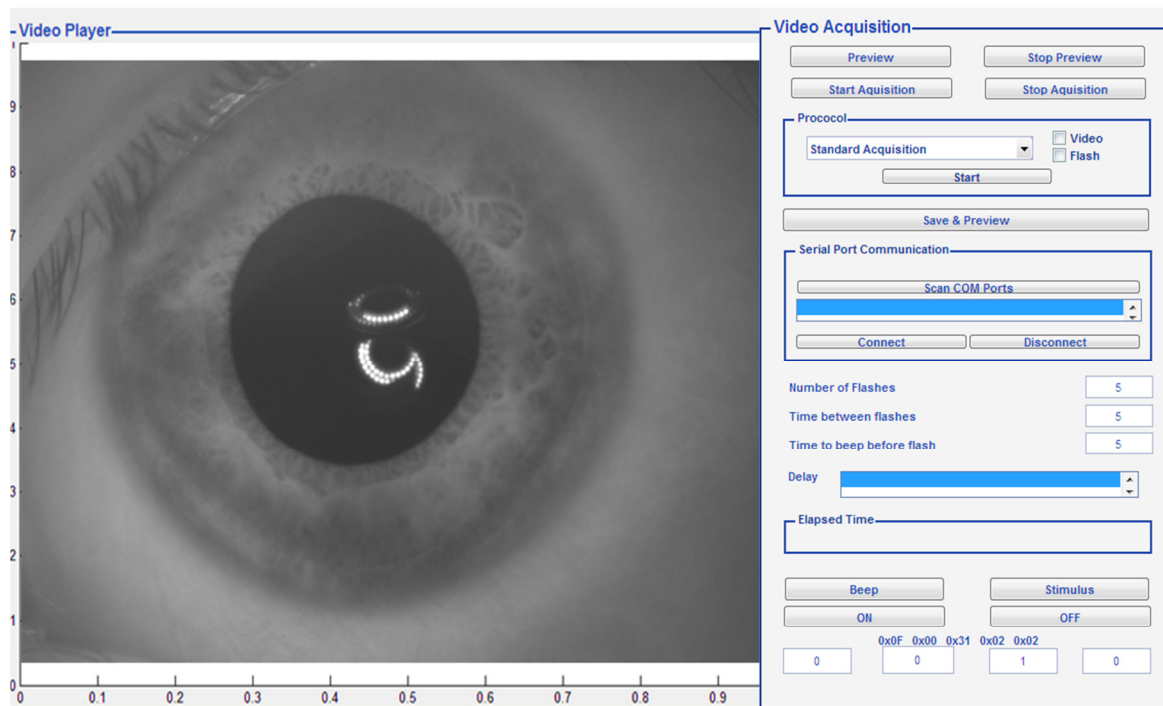 Video Player
1
9
8
7
6
5
4
3
2
1
0
0 0.1 0.2 0.3 0.4 0.5 0.6 0.7 0.8 0.9
Video Acquisition
Preview Stop Preview
Start Aquisition Stop Aquisition
Prococol
Standard Acquisition
Video
Flash
Start
Save & Preview
Serial Port Communication
Scan COM Ports
Connect Disconnect
Number of Flashes 5
Time between flashes 5
Time to beep before flash 5
Delay
Elapsed Time
Beep Stimulus
ON OFF
0x0F 0x00 0x31 0x02 0x02
0 0 1 0